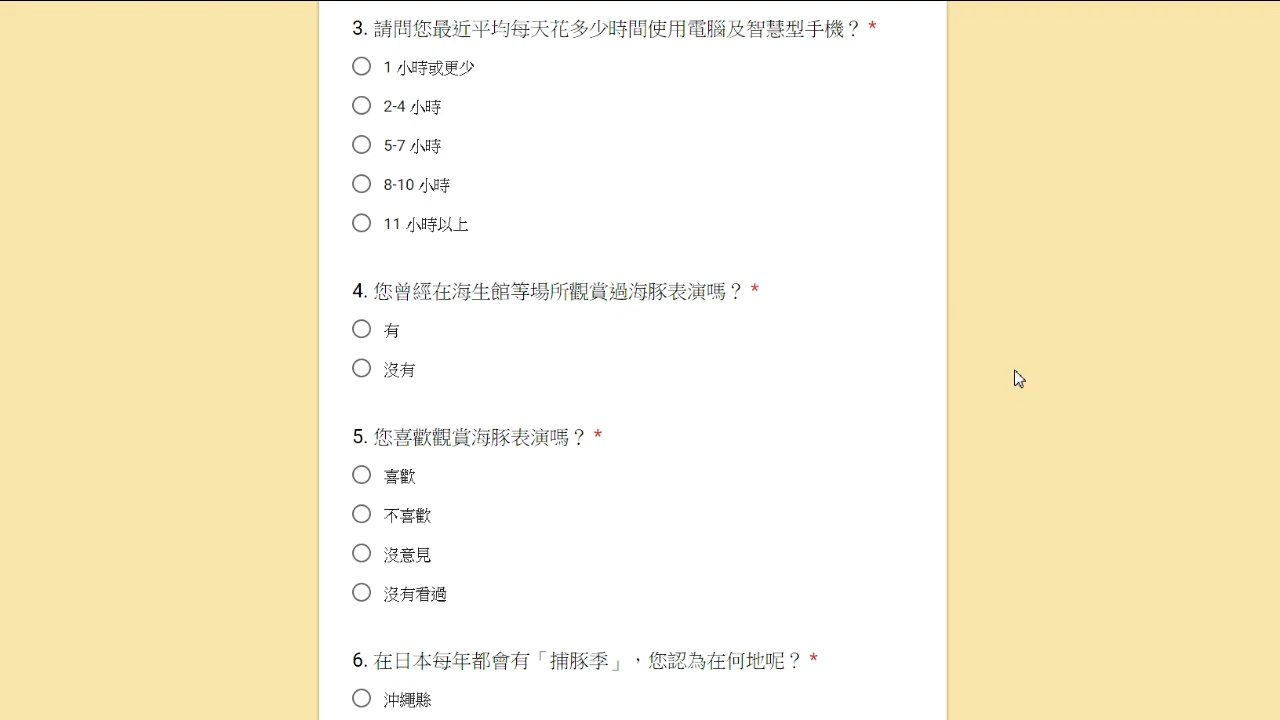 3. 請問您最近平均每天花多少時間使用電腦及智慧型手機？ *
1 小時或更少
2-4 小時
5-7 小時
8-10 小時
11 小時以上
4. 您曾經在海生館等場所觀賞過海豚表演嗎？ *
有
沒有
5. 您喜歡觀賞海豚表演嗎？ *
喜歡
不喜歡
沒意見
沒有看過
6. 在日本每年都會有「捕豚季」，您認為在何地呢？ *
沖繩縣